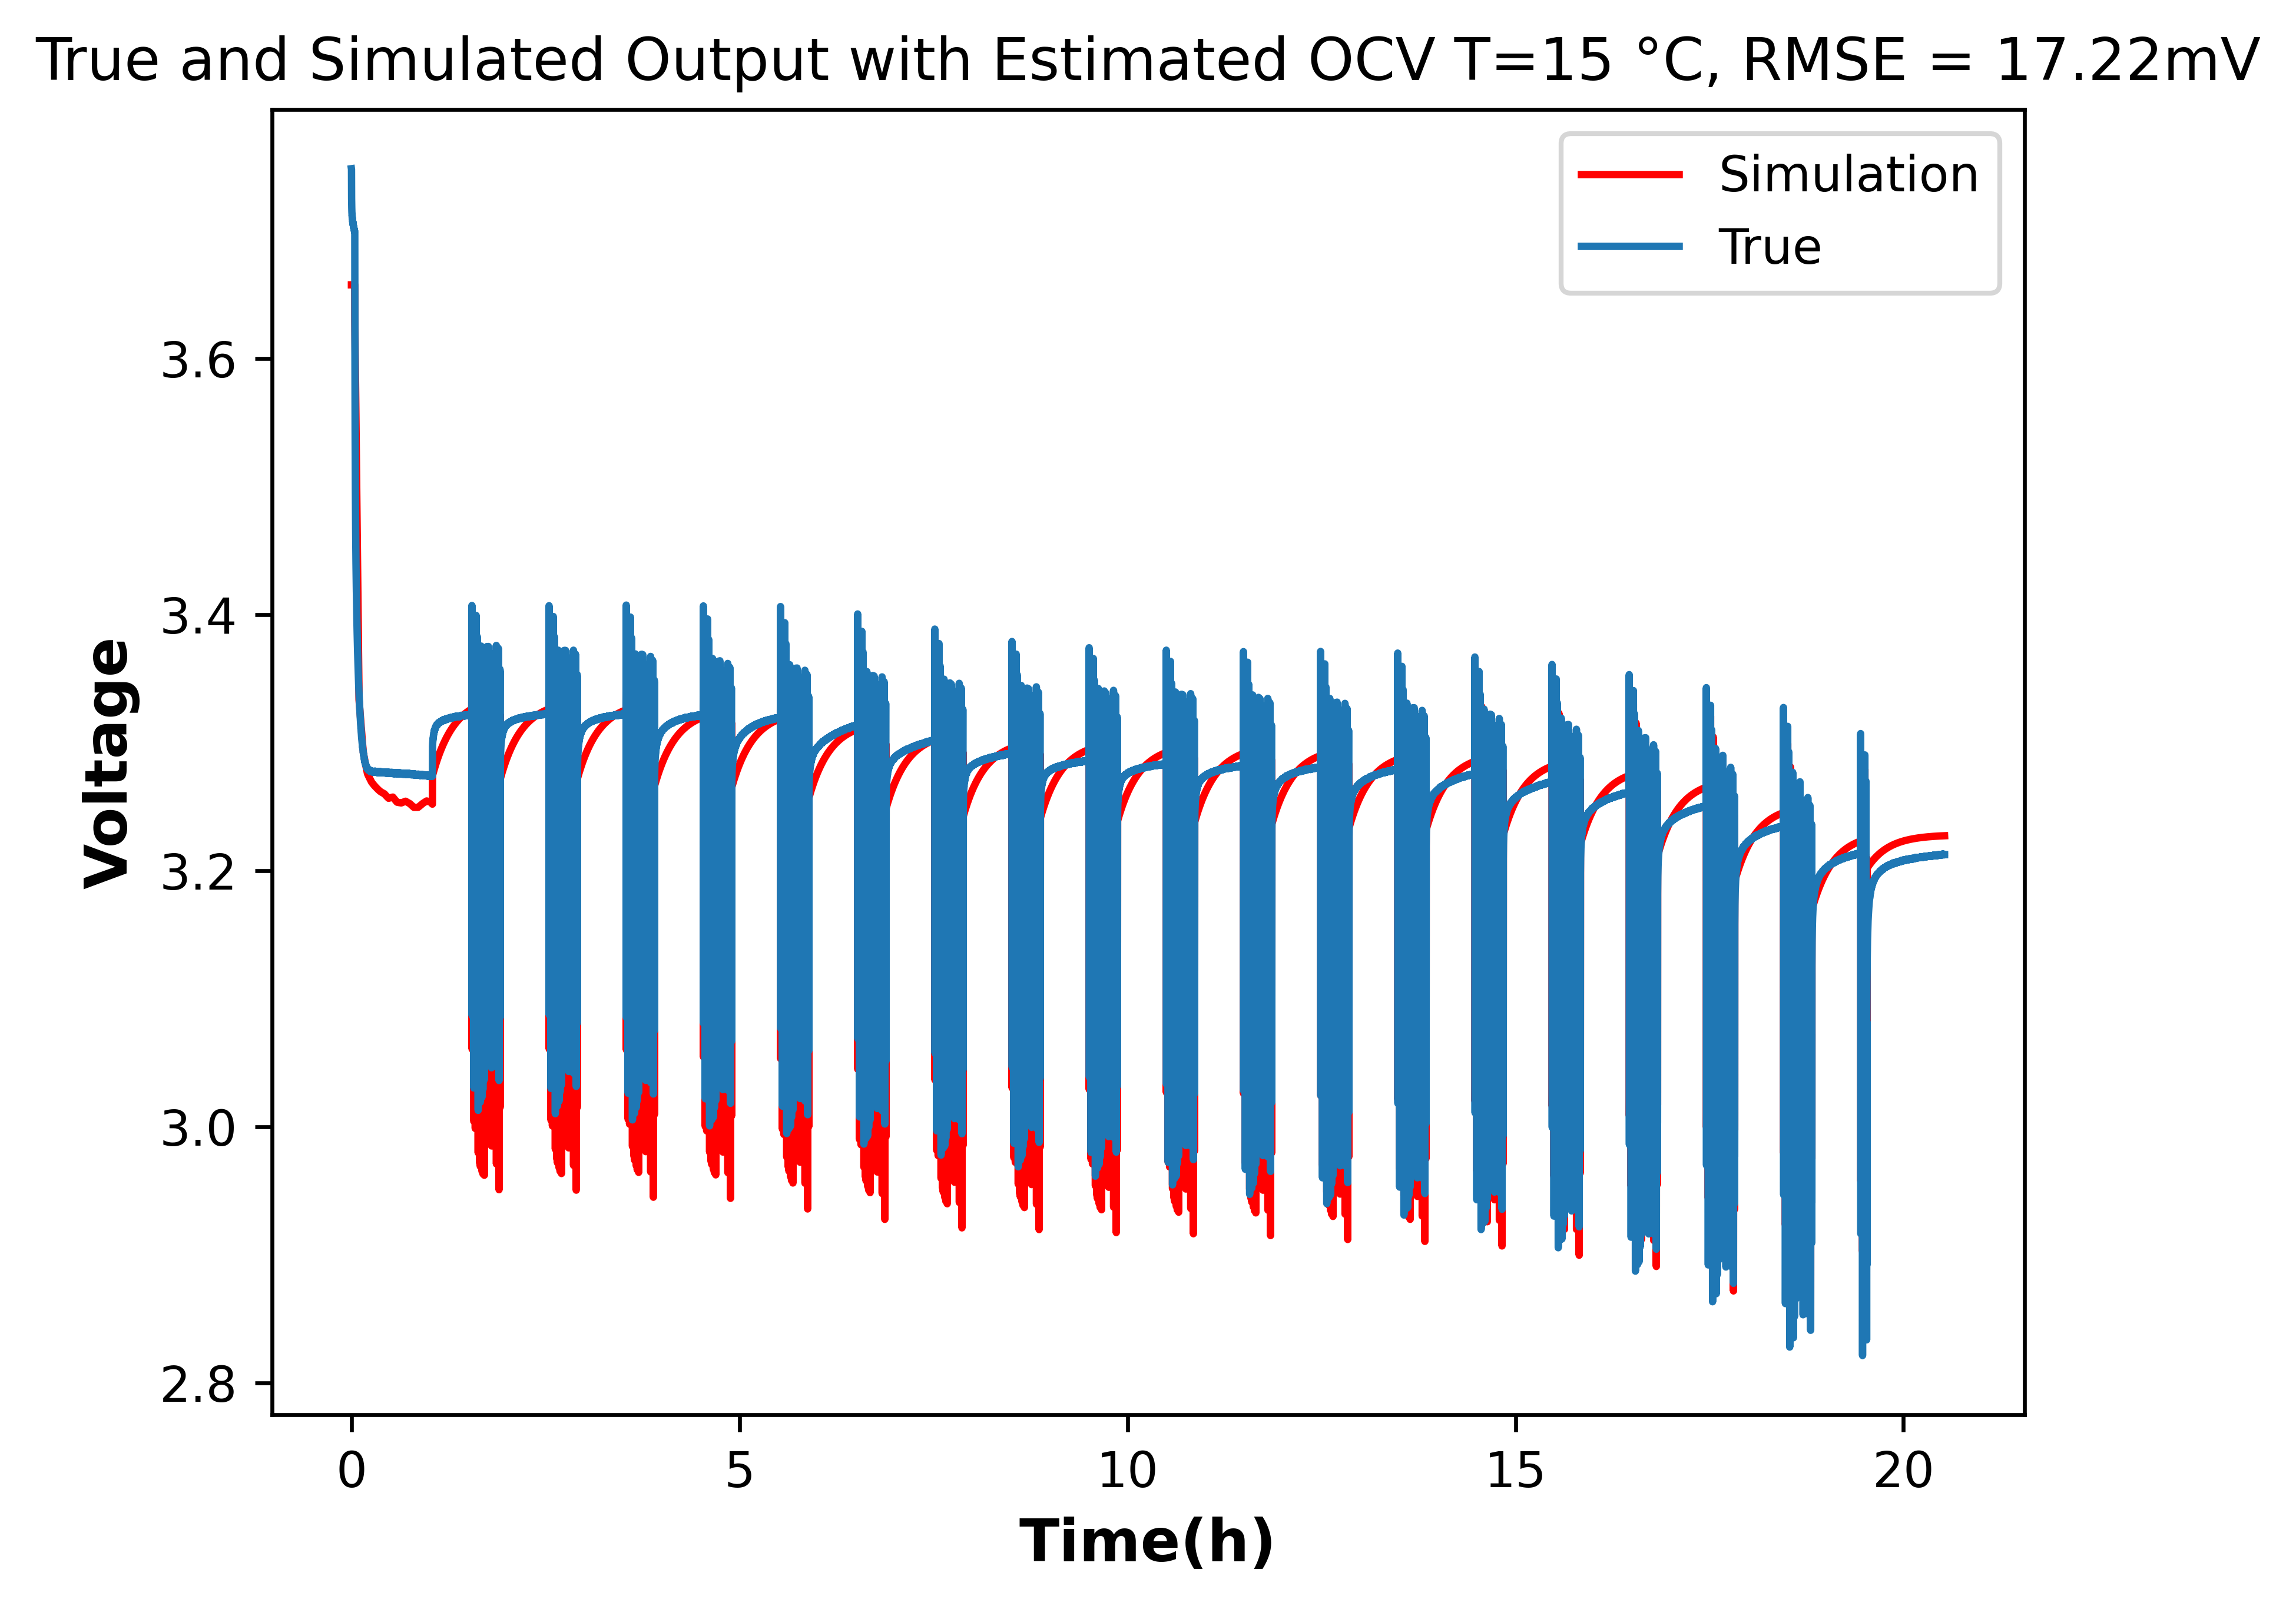 True and Simulated Output with Estimated OCV T=15 °C, RMSE = 17.22mV
Simulation
True
3.6
3.4
3.2
3.0
2.8
Voltage
0 5 10 15 20
Time(h)